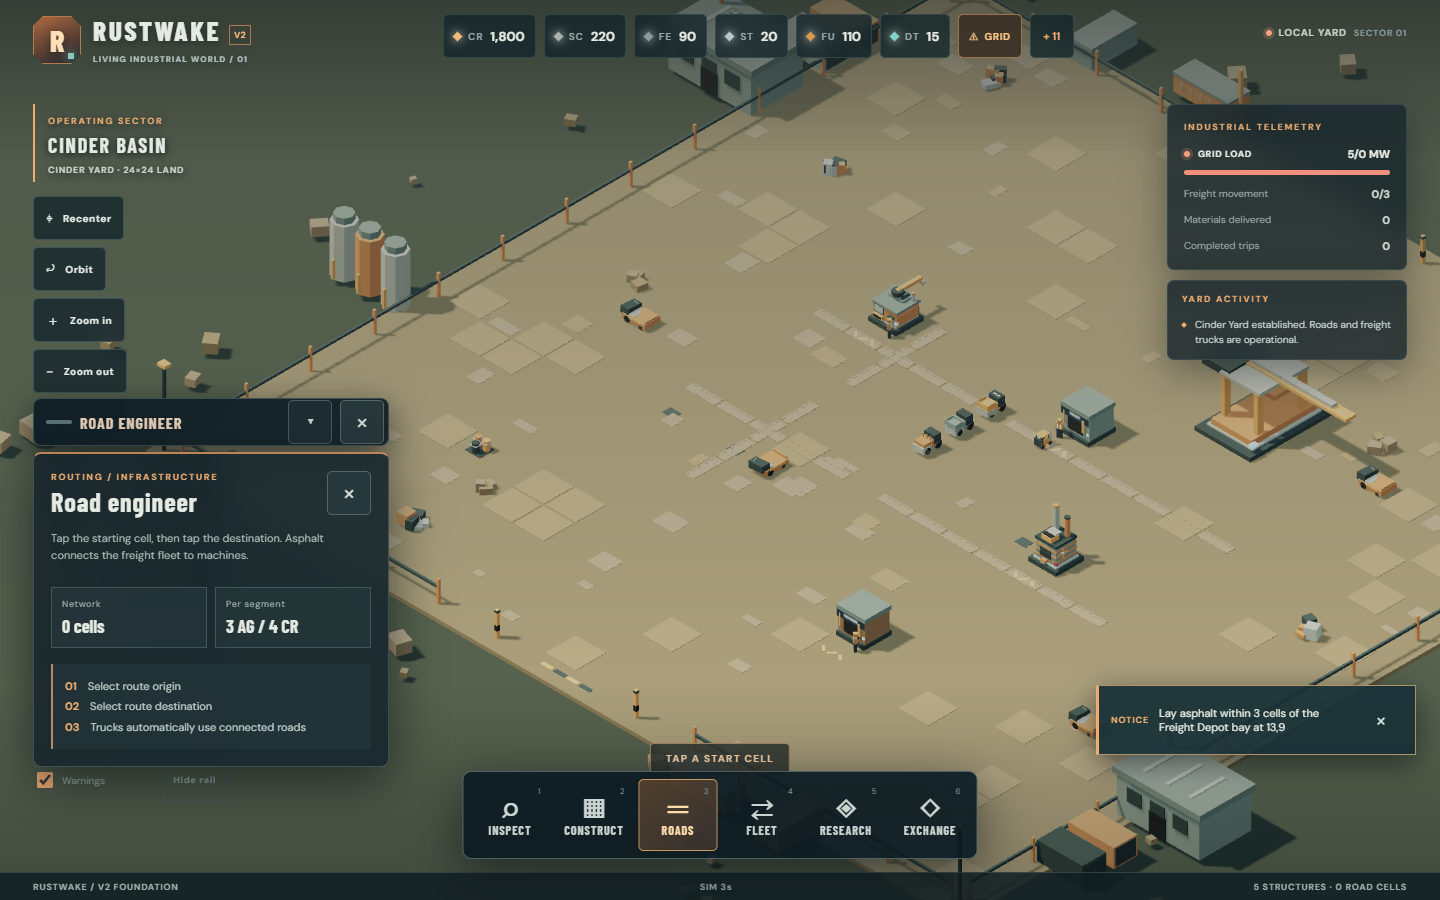 R
RUSTWAKE V2
LIVING INDUSTRIAL WORLD / 01
CR 1,800
SC 220
FE 90
ST 20
FU 110
DT 15
GRID
+11
LOCAL YARD SECTOR 01
OPERATING SECTOR
CINDER BASIN
CINDER YARD · 24×24 LAND
Recenter
Orbit
+ Zoom in
− Zoom out
INDUSTRIAL TELEMETRY
GRID LOAD 5/0 MW
Freight movement 0/3
Materials delivered 0
Completed trips 0
YARD ACTIVITY
Cinder Yard established. Roads and freight
trucks are operational.
ROAD ENGINEER
ROUTING / INFRASTRUCTURE
Road engineer
Tap the starting cell, then tap the destination. Asphalt
connects the freight fleet to machines.
Network
0 cells
Per segment
3 AG / 4 CR
01 Select route origin
02 Select route destination
03 Trucks automatically use connected roads
Warnings Hide rail
NOTICE
Lay asphalt within 3 cells of the
Freight Depot bay at 13,9
TAP A START CELL
1 INSPECT
2 CONSTRUCT
3 ROADS
4 FLEET
5 RESEARCH
6 EXCHANGE
RUSTWAKE / V2 FOUNDATION
SIM 3s
5 STRUCTURES · 0 ROAD CELLS